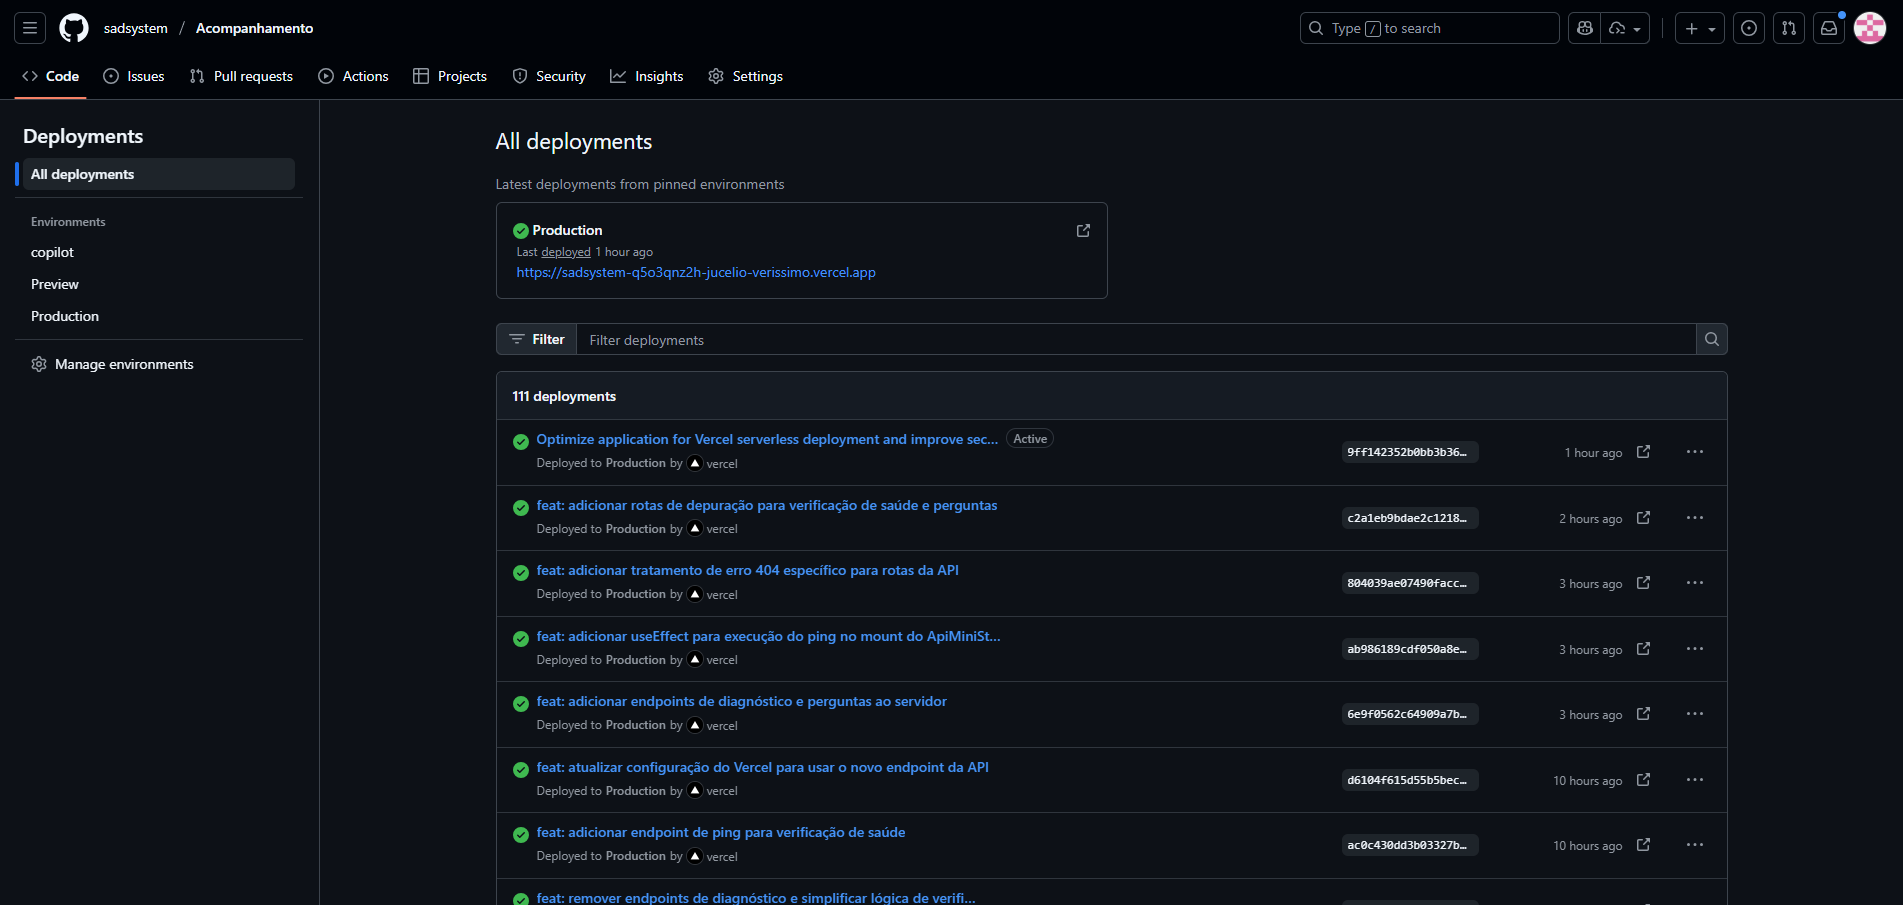 sadsystem / Acompanhamento
Type / to search
Code
Issues
Pull requests
Actions
Projects
Security
Insights
Settings
Deployments
All deployments
Environments
copilot
Preview
Production
Manage environments
All deployments
Latest deployments from pinned environments
Production
Last deployed 1 hour ago
https://sadsystem-q5o3qnz2h-jucelio-verissimo.vercel.app
Filter
Filter deployments
111 deployments
Optimize application for Vercel serverless deployment and improve sec... Active
Deployed to Production by vercel
9ff142352b0bb3b36...
1 hour ago
feat: adicionar rotas de depuração para verificação de saúde e perguntas
Deployed to Production by vercel
c2a1eb9bdae2c1218...
2 hours ago
feat: adicionar tratamento de erro 404 específico para rotas da API
Deployed to Production by vercel
804039ae07490facc...
3 hours ago
feat: adicionar useEffect para execução do ping no mount do ApiMiniSt...
Deployed to Production by vercel
ab986189cdf050a8e...
3 hours ago
feat: adicionar endpoints de diagnóstico e perguntas ao servidor
Deployed to Production by vercel
6e9f0562c64909a7b...
3 hours ago
feat: atualizar configuração do Vercel para usar o novo endpoint da API
Deployed to Production by vercel
d6104f615d55b5bec...
10 hours ago
feat: adicionar endpoint de ping para verificação de saúde
Deployed to Production by vercel
ac0c430dd3b03327b...
10 hours ago
feat: remover endpoints de diagnóstico e simplificar lógica de verifi...